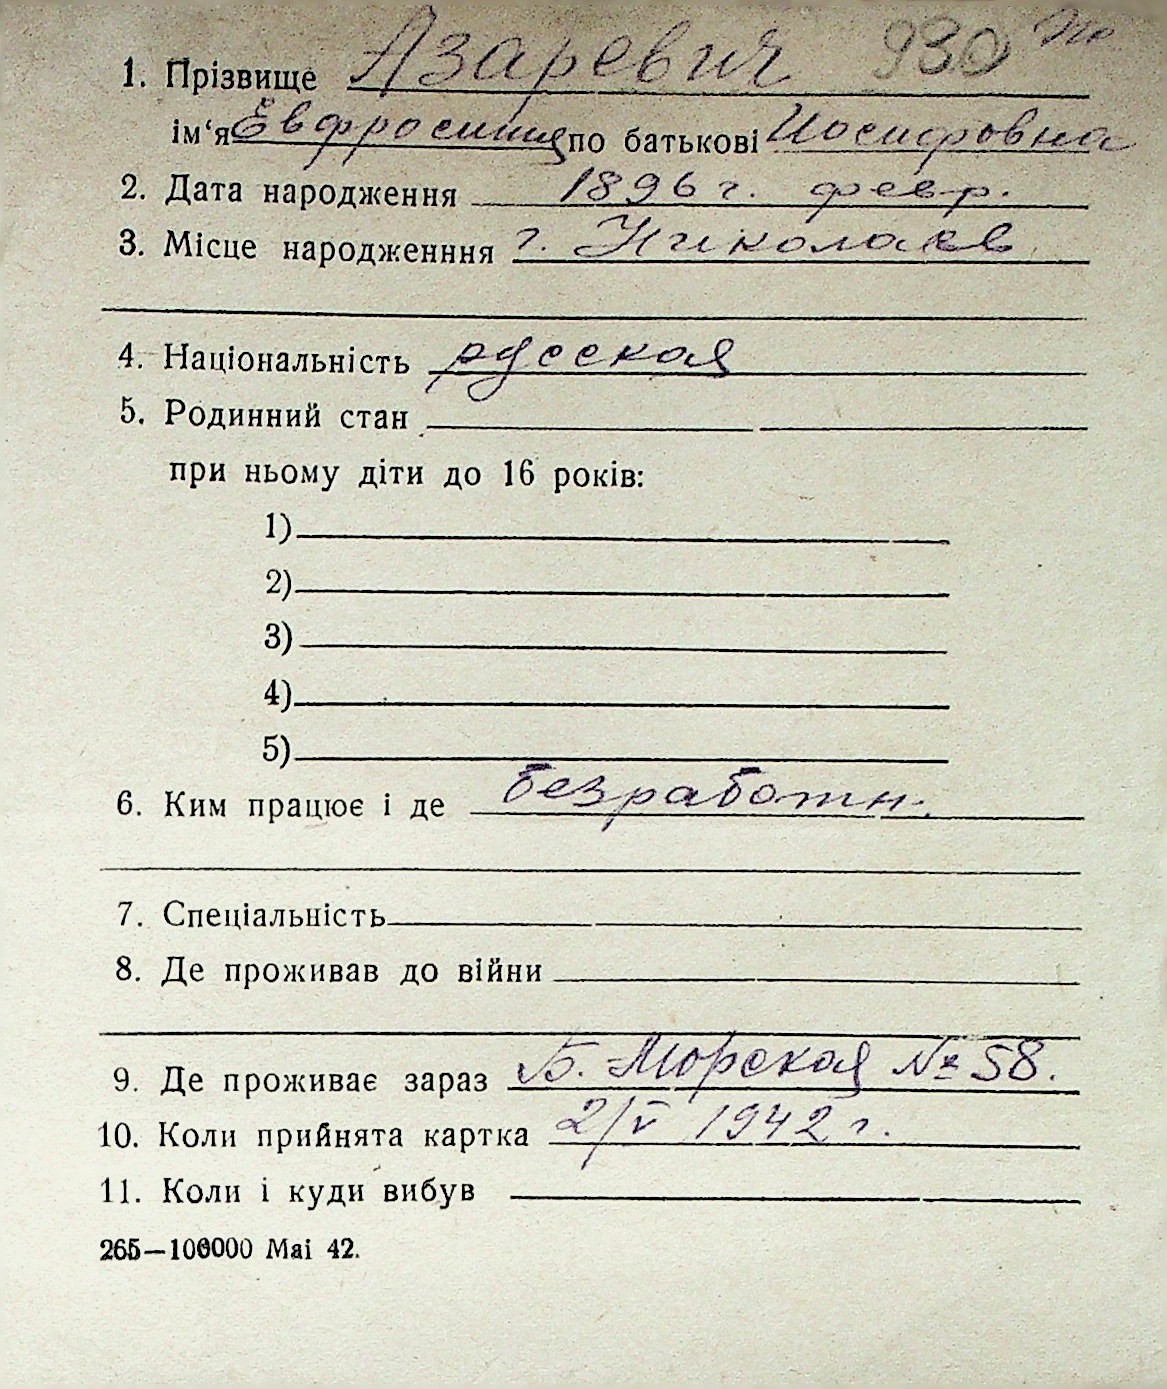 1. Прізвище Азаревич 930
ім‘я Евфросиния по батькові Иосифовна
2. Дата народження 1896 г. февр.
3. Місце народженння г. Николаев
4. Національність русская
5. Родинний стан
при ньому діти до 16 років:
1)
2)
3)
4)
5)
6. Ким працює і де безработн.
7. Спеціальність
8. Де проживав до війни
9. Де проживає зараз Б. Морская № 58.
10. Коли прийнята картка 2/V 1942 г.
11. Коли і куди вибув
265—100000 Mai 42.